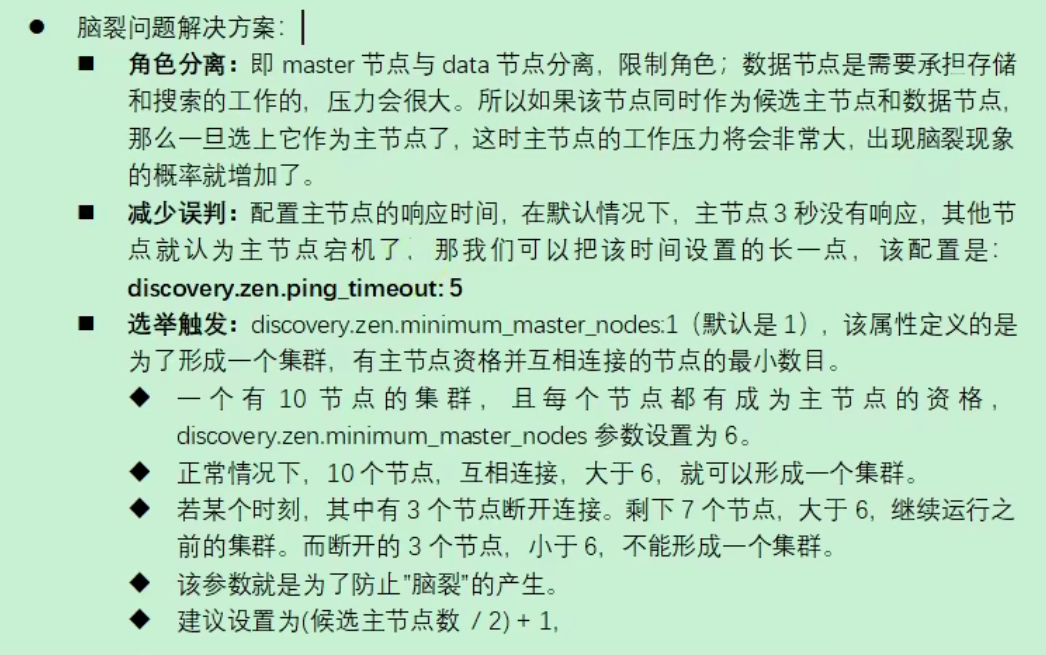 ● 脑裂问题解决方案：
■ 角色分离：即 master 节点与 data 节点分离，限制角色；数据节点是需要承担存储
和搜索的工作的，压力会很大。所以如果该节点同时作为候选主节点和数据节点，
那么一旦选上它作为主节点了，这时主节点的工作压力将会非常大，出现脑裂现象
的概率就增加了。
■ 减少误判：配置主节点的响应时间，在默认情况下，主节点 3 秒没有响应，其他节
点就认为主节点宕机了，那我们可以把该时间设置的长一点，该配置是：
discovery.zen.ping_timeout: 5
■ 选举触发：discovery.zen.minimum_master_nodes:1（默认是 1），该属性定义的是
为了形成一个集群，有主节点资格并互相连接的节点的最小数目。
◆ 一个有 10 节点的集群，且每个节点都有成为主节点的资格，
discovery.zen.minimum_master_nodes 参数设置为 6。
◆ 正常情况下，10 个节点，互相连接，大于 6，就可以形成一个集群。
◆ 若某个时刻，其中有 3 个节点断开连接。剩下 7 个节点，大于 6，继续运行之
前的集群。而断开的 3 个节点，小于 6，不能形成一个集群。
◆ 该参数就是为了防止"脑裂"的产生。
◆ 建议设置为(候选主节点数 / 2) + 1,